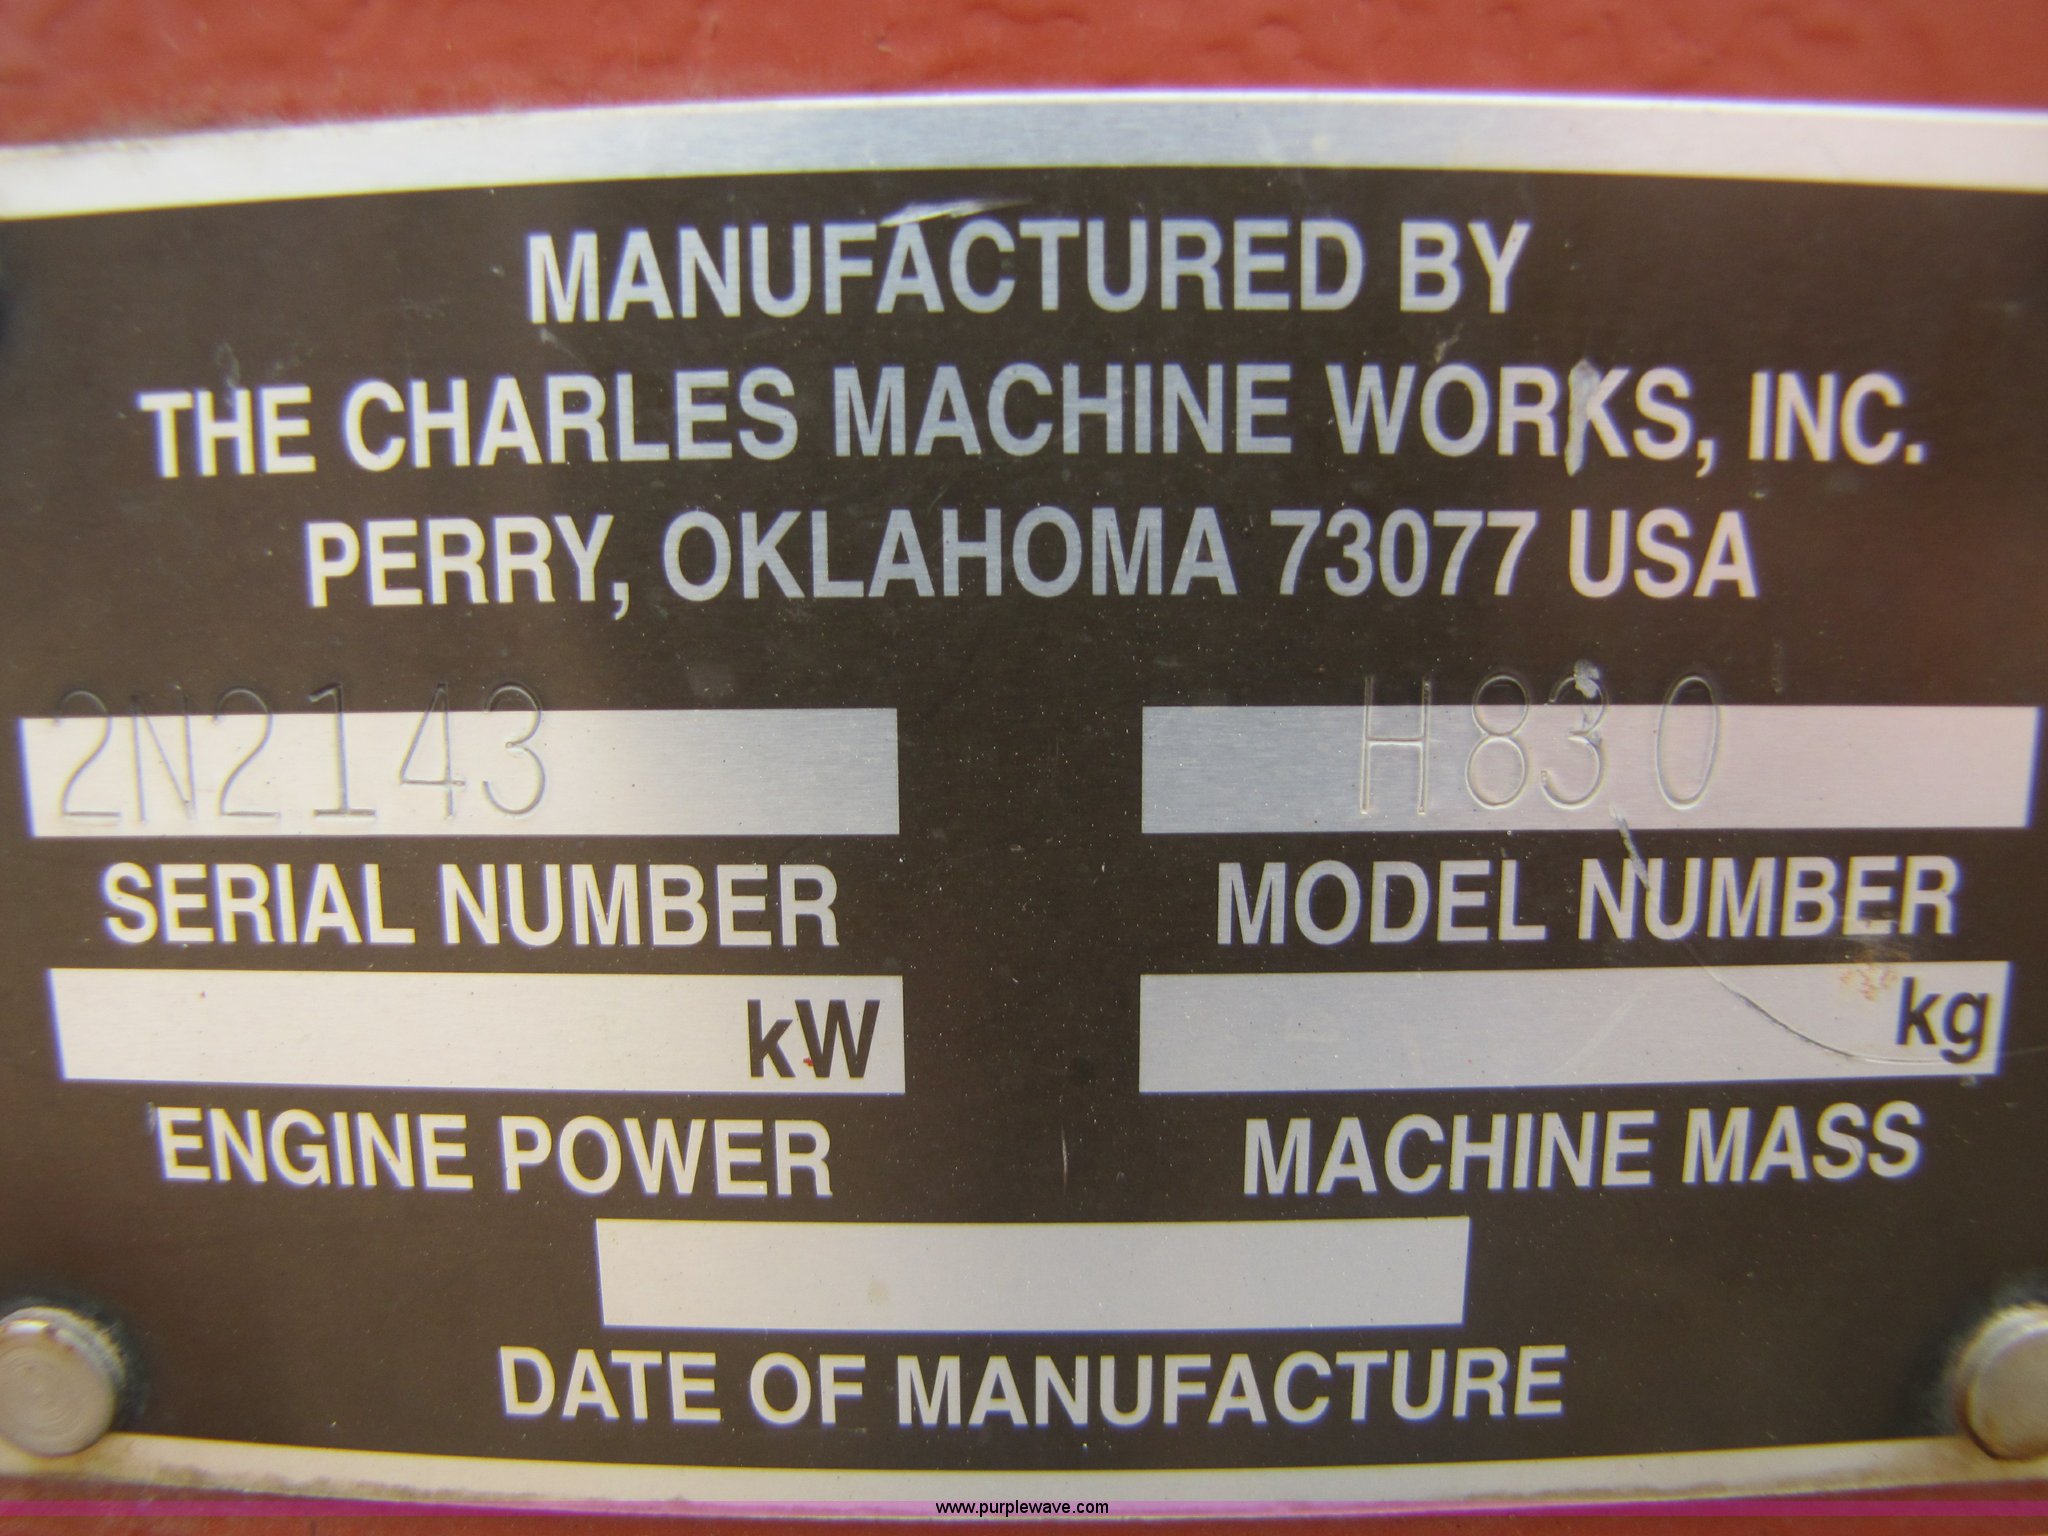 MANUFACTURED BY
THE CHARLES MACHINE WORKS, INC.
PERRY, OKLAHOMA 73077 USA
2N2143 H830
SERIAL NUMBER MODEL NUMBER
kW kg
ENGINE POWER MACHINE MASS
DATE OF MANUFACTURE
www.purplewave.com